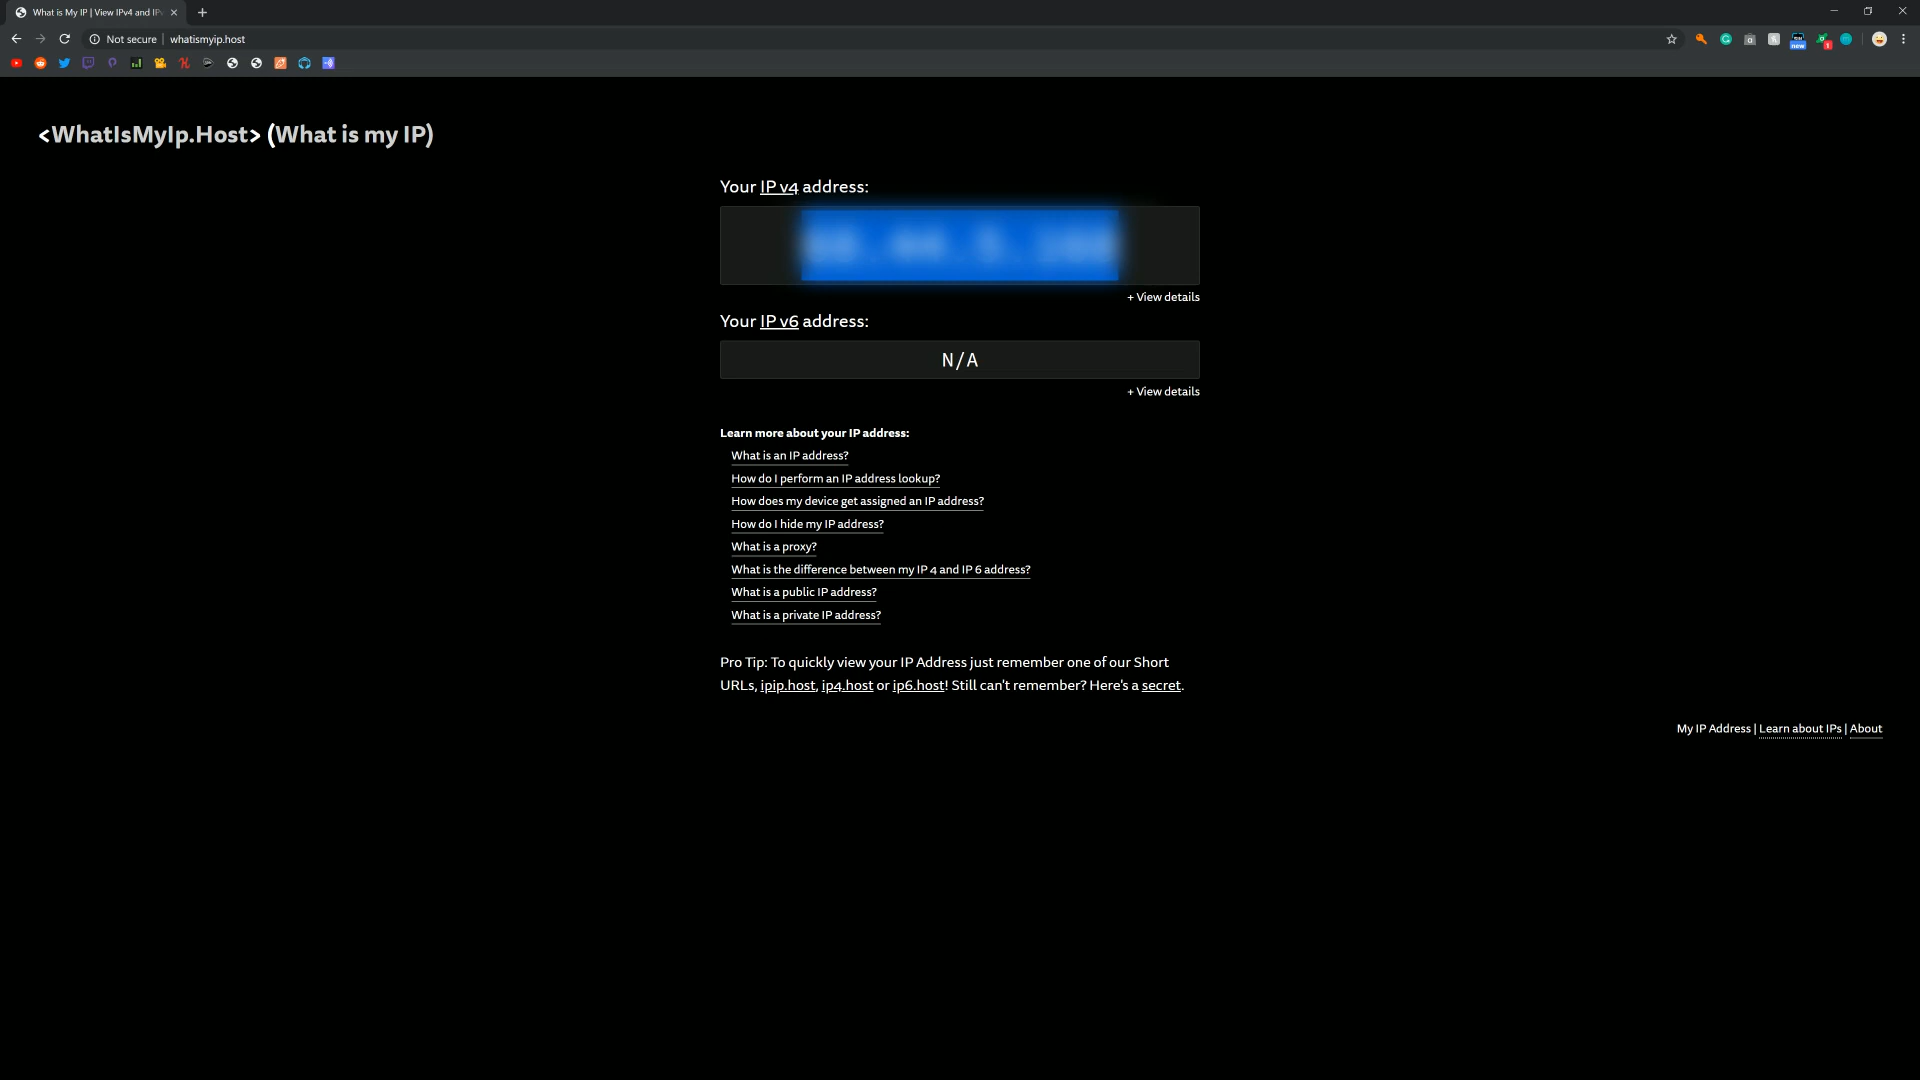 What is My IP | View IPv4 and IPv
Not secure | whatismyip.host
new
1
<WhatIsMyIp.Host> (What is my IP)
Your IP v4 address:
+ View details
Your IP v6 address:
N/A
+ View details
Learn more about your IP address:
What is an IP address?
How do I perform an IP address lookup?
How does my device get assigned an IP address?
How do I hide my IP address?
What is a proxy?
What is the difference between my IP 4 and IP 6 address?
What is a public IP address?
What is a private IP address?
Pro Tip: To quickly view your IP Address just remember one of our Short
URLs, ipip.host, ip4.host or ip6.host! Still can't remember? Here's a secret.
My IP Address | Learn about IPs | About